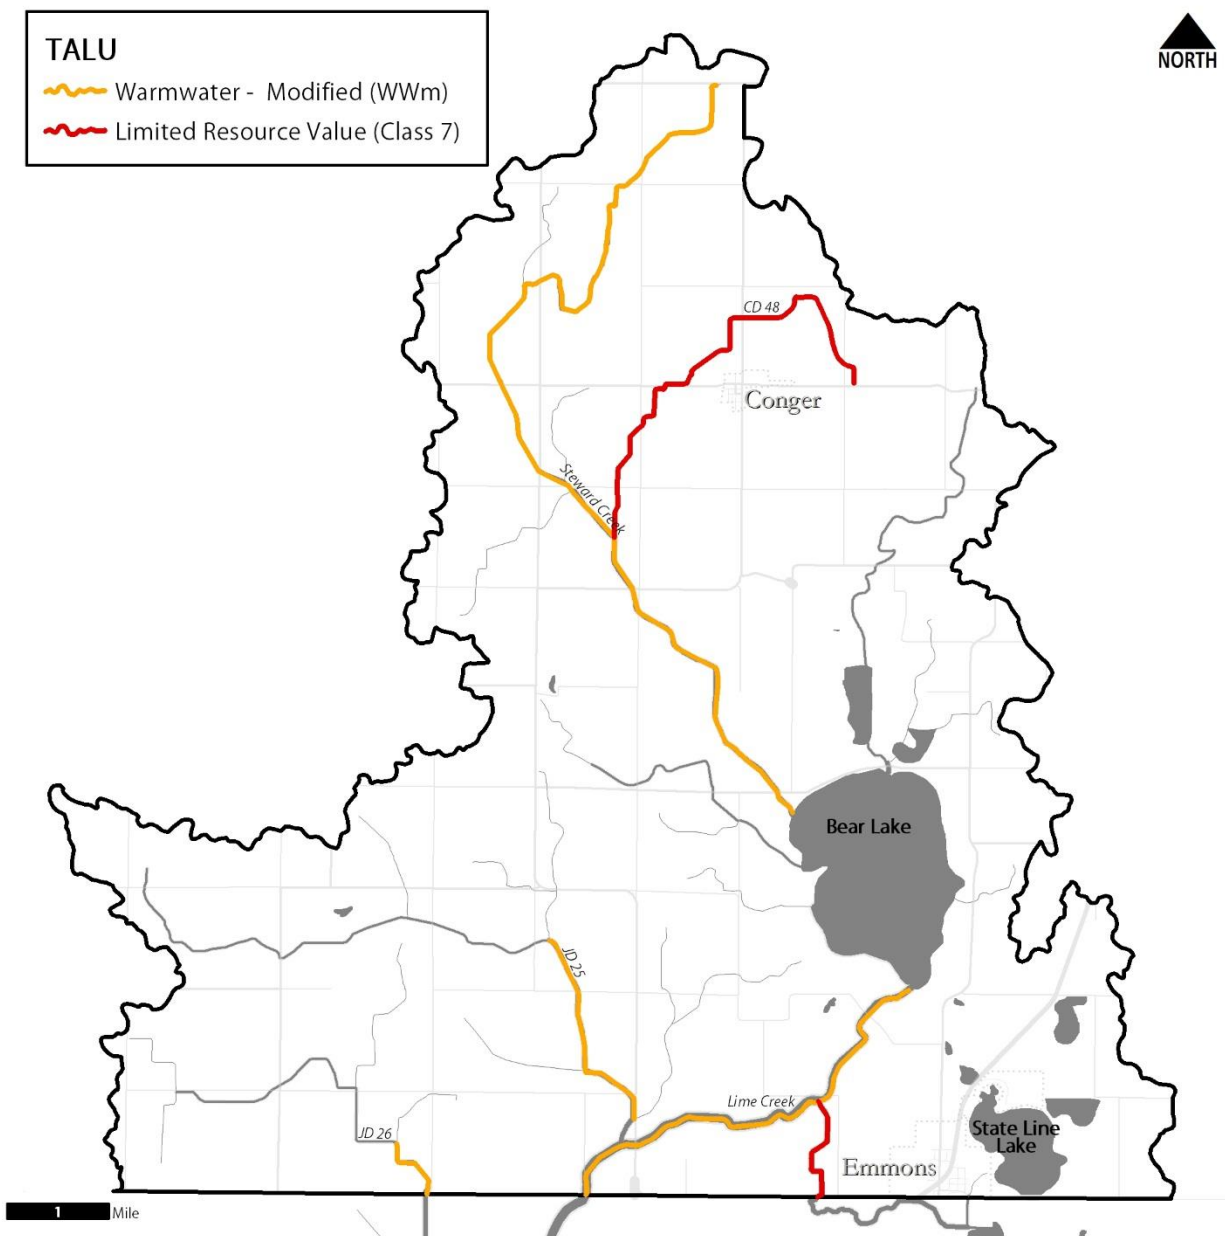 TALU
Warmwater - Modified (WWm)
Limited Resource Value (Class 7)
NORTH
CD 48
Conger
Steward Creek
Bear Lake
JD 25
Lime Creek
State Line
Lake
JD 26
Emmons
1 Mile